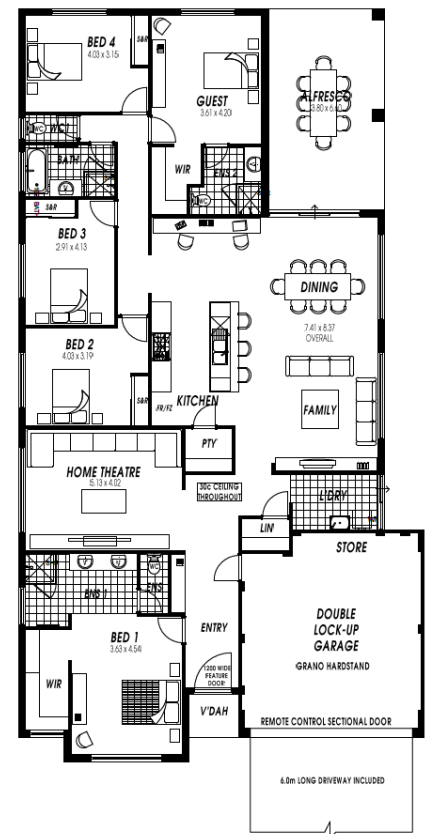 BED 4
4.03 x 3.15
S&R
GUEST
3.61 x 4.20
ALFRESCO
3.80 x 6.60
WC
WC1
BATH
WIR
ENS 2
WC
S&R
BED 3
2.91 x 4.13
DINING
7.41 x 8.37
OVERALL
BED 2
4.03 x 3.19
S&R
FR/FZ
KITCHEN
FAMILY
PTY
HOME THEATRE
5.13 x 4.02
30c CEILING
THROUGHOUT
L'DRY
LIN
STORE
WC
ENS 1
ENS
BED 1
3.63 x 4.54
ENTRY
DOUBLE
LOCK-UP
GARAGE
GRANO HARDSTAND
WIR
1200 WIDE
FEATURE
DOOR
V'DAH
REMOTE CONTROL SECTIONAL DOOR
6.0m LONG DRIVEWAY INCLUDED